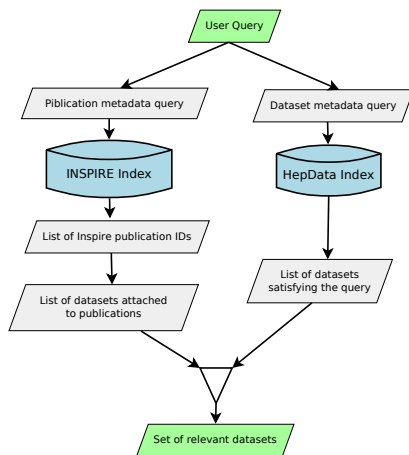 User Query
Piblication metadata query
Dataset metadata query
INSPIRE Index
HepData Index
List of Inspire publication IDs
List of datasets
satisfying the query
List of datasets attached
to publications
Set of relevant datasets